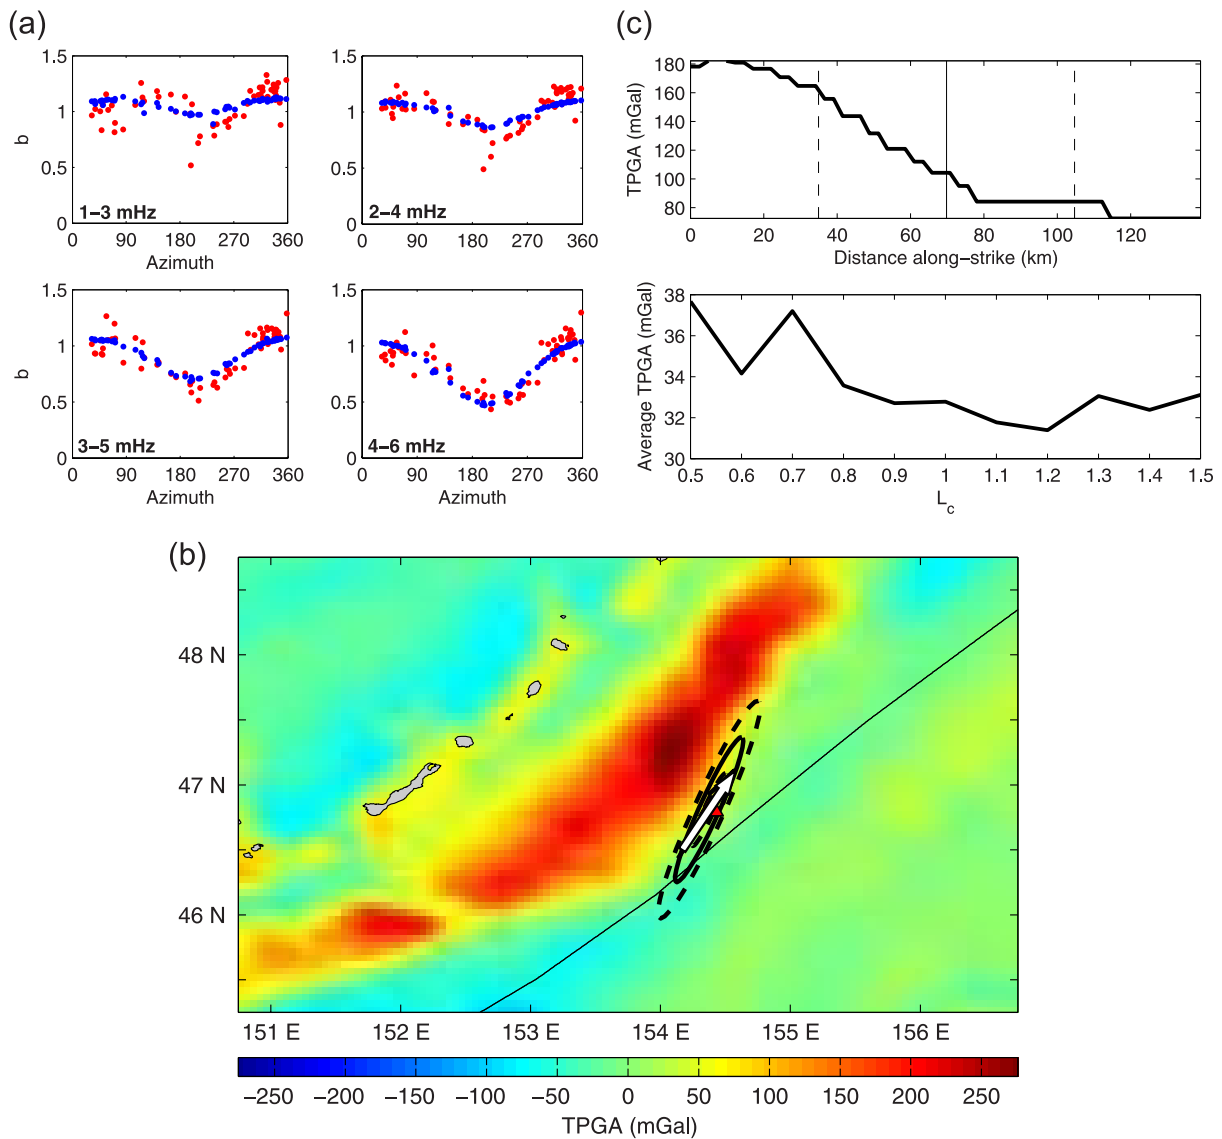 (a)
1.5
1
0.5
0
b
1−3 mHz
0 90 180 270 360
Azimuth
1.5
1
0.5
0
2−4 mHz
0 90 180 270 360
Azimuth
1.5
1
0.5
0
b
3−5 mHz
0 90 180 270 360
Azimuth
1.5
1
0.5
0
4−6 mHz
0 90 180 270 360
Azimuth
(c)
180
160
140
120
100
80
TPGA (mGal)
0 20 40 60 80 100 120
Distance along−strike (km)
38
36
34
32
30
Average TPGA (mGal)
0.5 0.6 0.7 0.8 0.9 1 1.1 1.2 1.3 1.4 1.5
Lc
(b)
48 N
47 N
46 N
151 E 152 E 153 E 154 E 155 E 156 E
−250 −200 −150 −100 −50 0 50 100 150 200 250
TPGA (mGal)